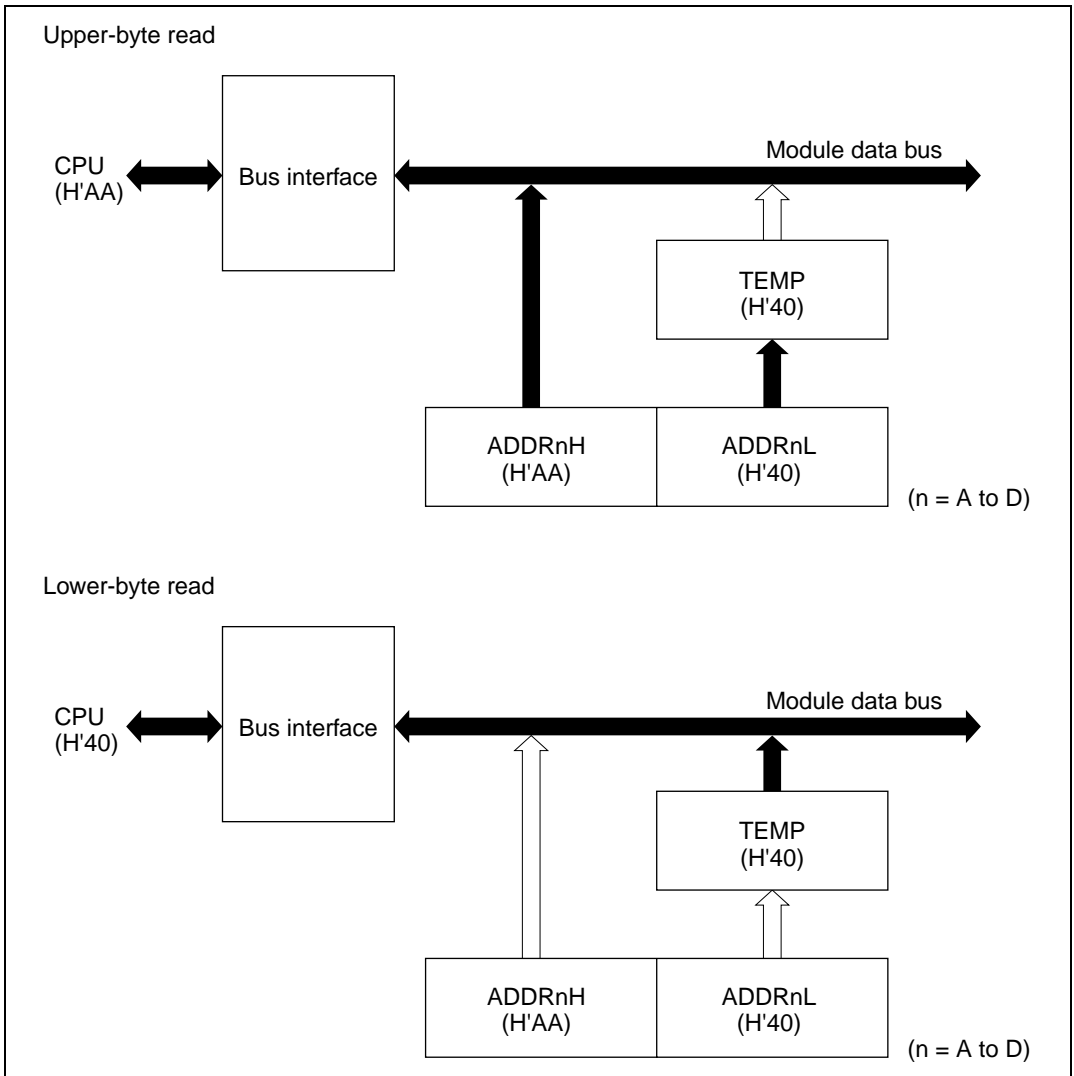 Upper-byte read
CPU
(H'AA)
Bus interface
Module data bus
TEMP
(H'40)
ADDRnH
(H'AA)
ADDRnL
(H'40)
(n = A to D)
Lower-byte read
CPU
(H'40)
Bus interface
Module data bus
TEMP
(H'40)
ADDRnH
(H'AA)
ADDRnL
(H'40)
(n = A to D)